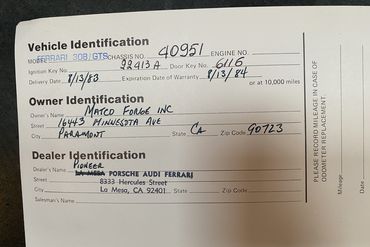 Vehicle Identification
MODEL FERRARI 308/GTS CHASSIS NO. 40951 ENGINE NO.
Ignition Key No. 22413A Door Key No. 6116
Delivery Date 8/13/83 Expiration Date of Warranty 8/13/84 or at 10,000 miles
Owner Identification
Owner's Name MATCO FORGE INC
Street 16443 MINNESOTA AVE
City PARAMONT State CA Zip Code 90723
Dealer Identification
PIONEER
Dealer's Name LA MESA PORSCHE AUDI FERRARI
Street 8333 Hercules Street
City La Mesa, CA 92401 State Zip Code
Salesman's Name
PLEASE RECORD MILEAGE IN CASE OF
ODOMETER REPLACEMENT.
Mileage
Date